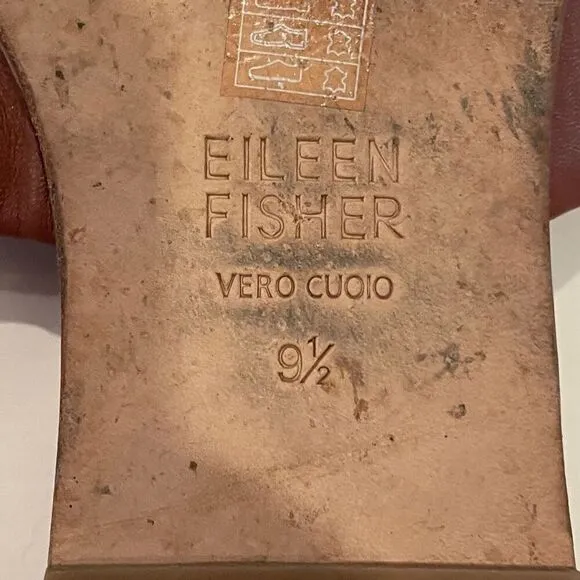 EILEEN
FISHER
VERO CUOIO
9½